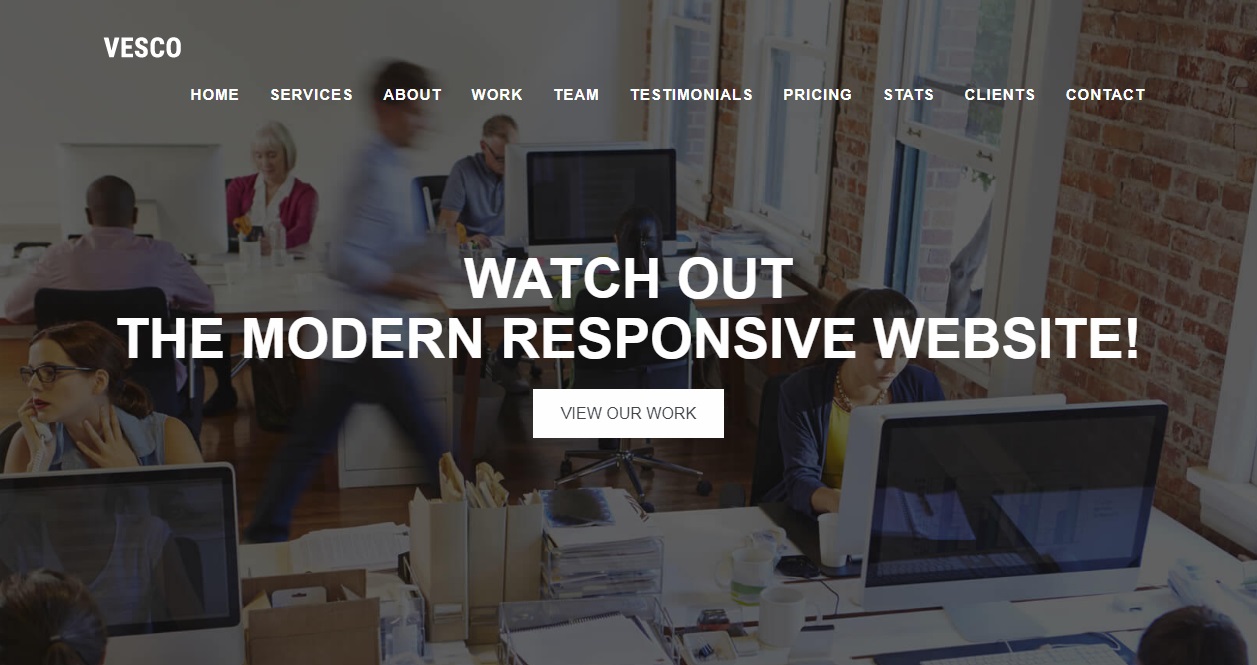 VESCO
HOME SERVICES ABOUT WORK TEAM TESTIMONIALS PRICING STATS CLIENTS CONTACT
WATCH OUT
THE MODERN RESPONSIVE WEBSITE!
VIEW OUR WORK